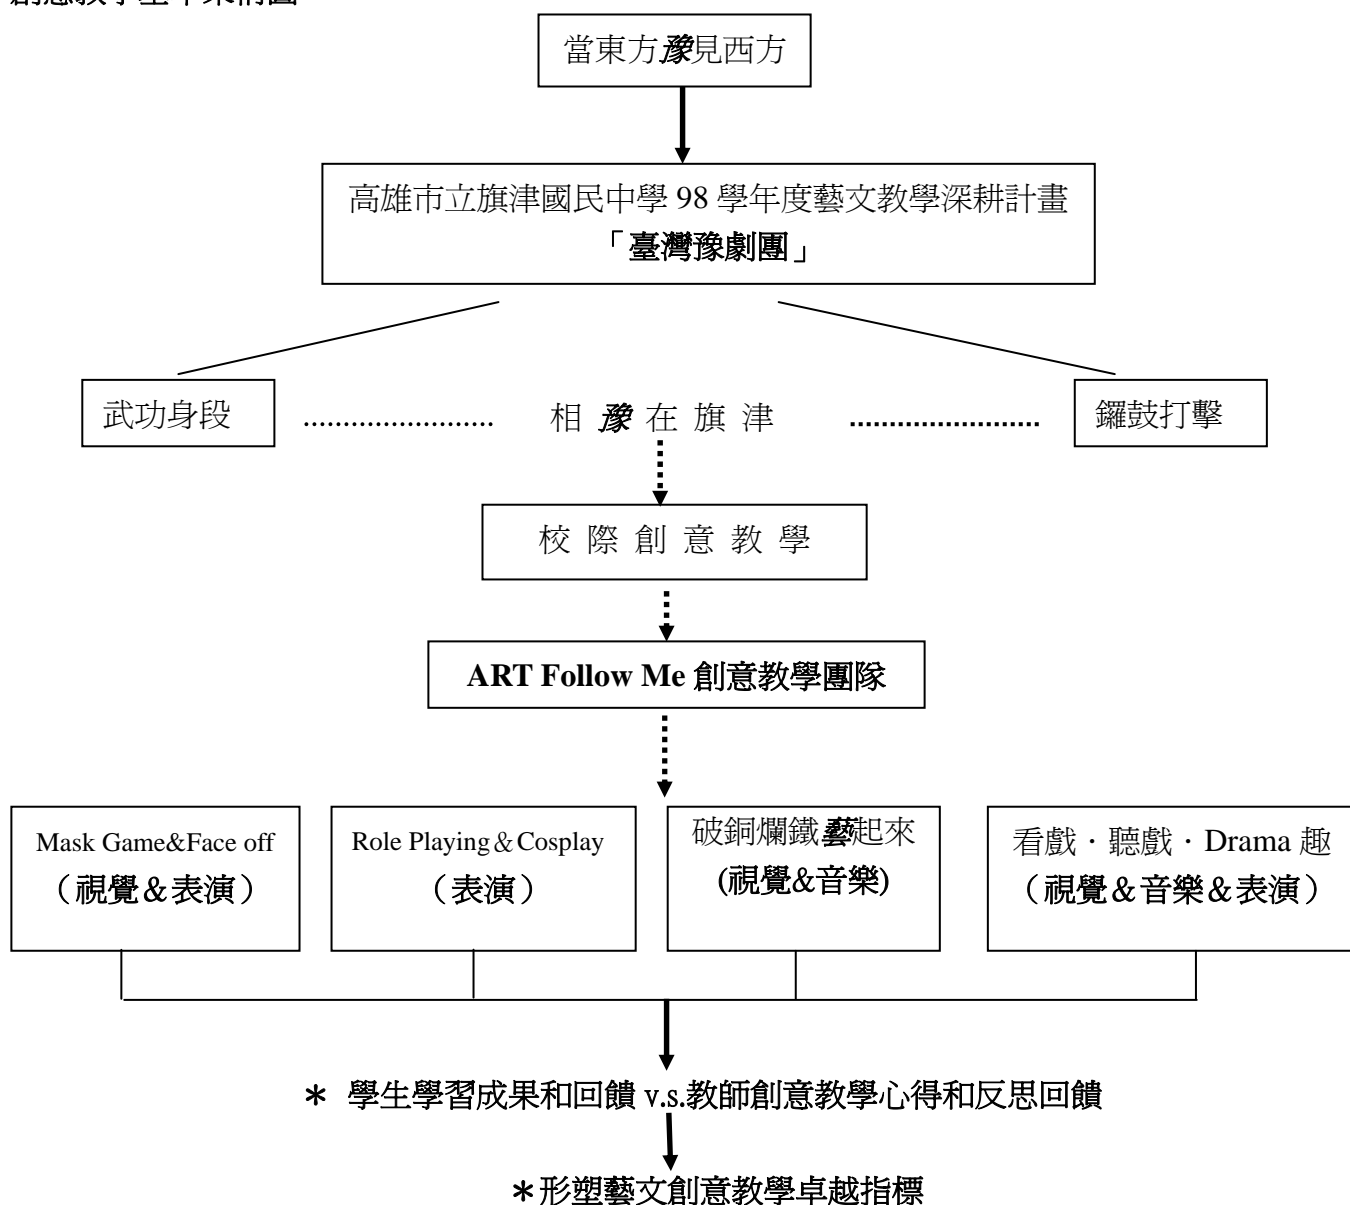 當東方豫見西方
高雄市立旗津國民中學 98 學年度藝文教學深耕計畫
「臺灣豫劇團」
武功身段 ....................... 相 豫 在 旗 津 ....................... 鑼鼓打擊
校 際 創 意 教 學
ART Follow Me 創意教學團隊
Mask Game&Face off
（視覺＆表演）
Role Playing＆Cosplay
（表演）
破銅爛鐵藝起來
(視覺&音樂)
看戲．聽戲．Drama 趣
（視覺＆音樂＆表演）
＊ 學生學習成果和回饋 v.s.教師創意教學心得和反思回饋
＊形塑藝文創意教學卓越指標